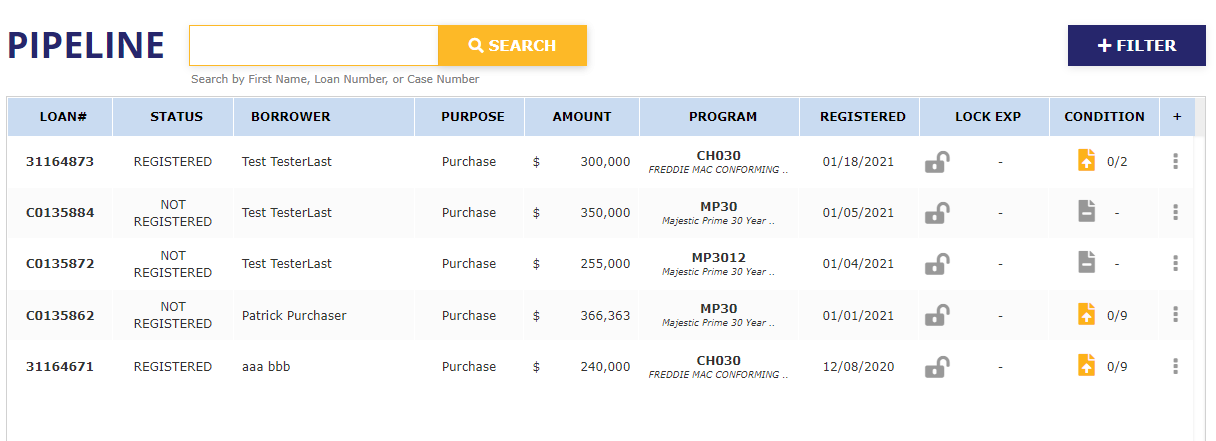 PIPELINE
SEARCH
+ FILTER
Search by First Name, Loan Number, or Case Number
LOAN# STATUS BORROWER PURPOSE AMOUNT PROGRAM REGISTERED LOCK EXP CONDITION +
31164873 REGISTERED Test TesterLast Purchase $ 300,000 CH030 01/18/2021 - 0/2
FREDDIE MAC CONFORMING ..
C0135884 NOT REGISTERED Test TesterLast Purchase $ 350,000 MP30 01/05/2021 - -
Majestic Prime 30 Year ..
C0135872 NOT REGISTERED Test TesterLast Purchase $ 255,000 MP3012 01/04/2021 - -
Majestic Prime 30 Year ..
C0135862 NOT REGISTERED Patrick Purchaser Purchase $ 366,363 MP30 01/01/2021 - 0/9
Majestic Prime 30 Year ..
31164671 REGISTERED aaa bbb Purchase $ 240,000 CH030 12/08/2020 - 0/9
FREDDIE MAC CONFORMING ..